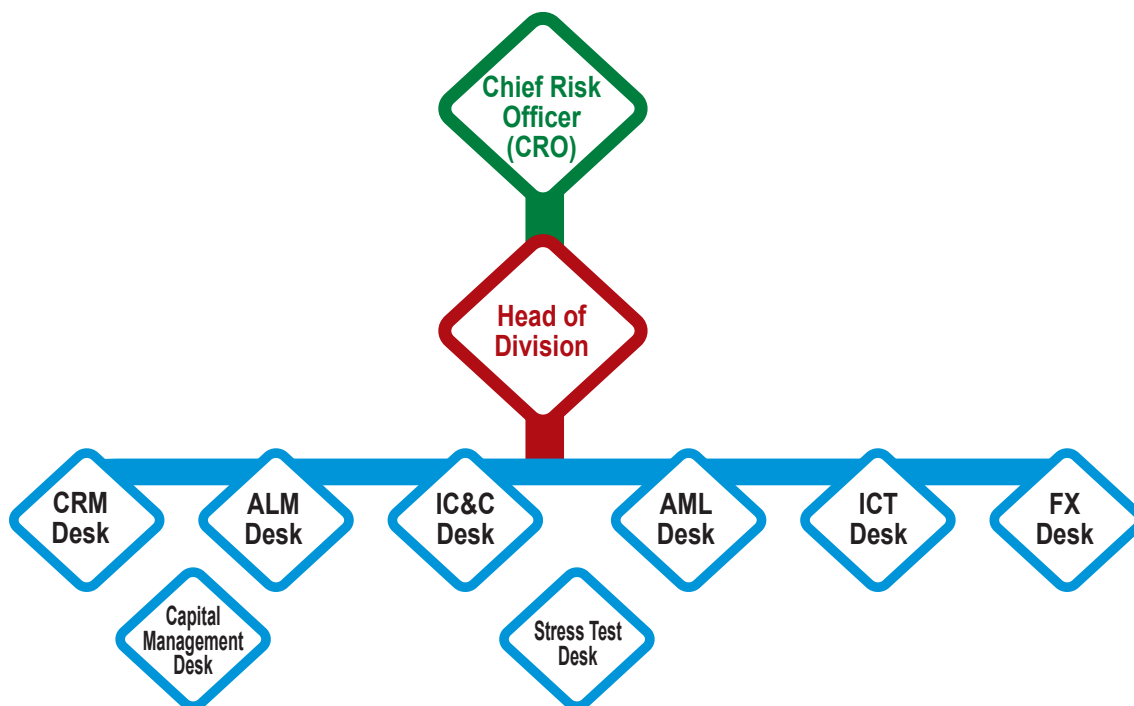 Chief Risk
Officer
(CRO)
Head of
Division
CRM
Desk
ALM
Desk
IC&C
Desk
AML
Desk
ICT
Desk
FX
Desk
Capital
Management
Desk
Stress Test
Desk